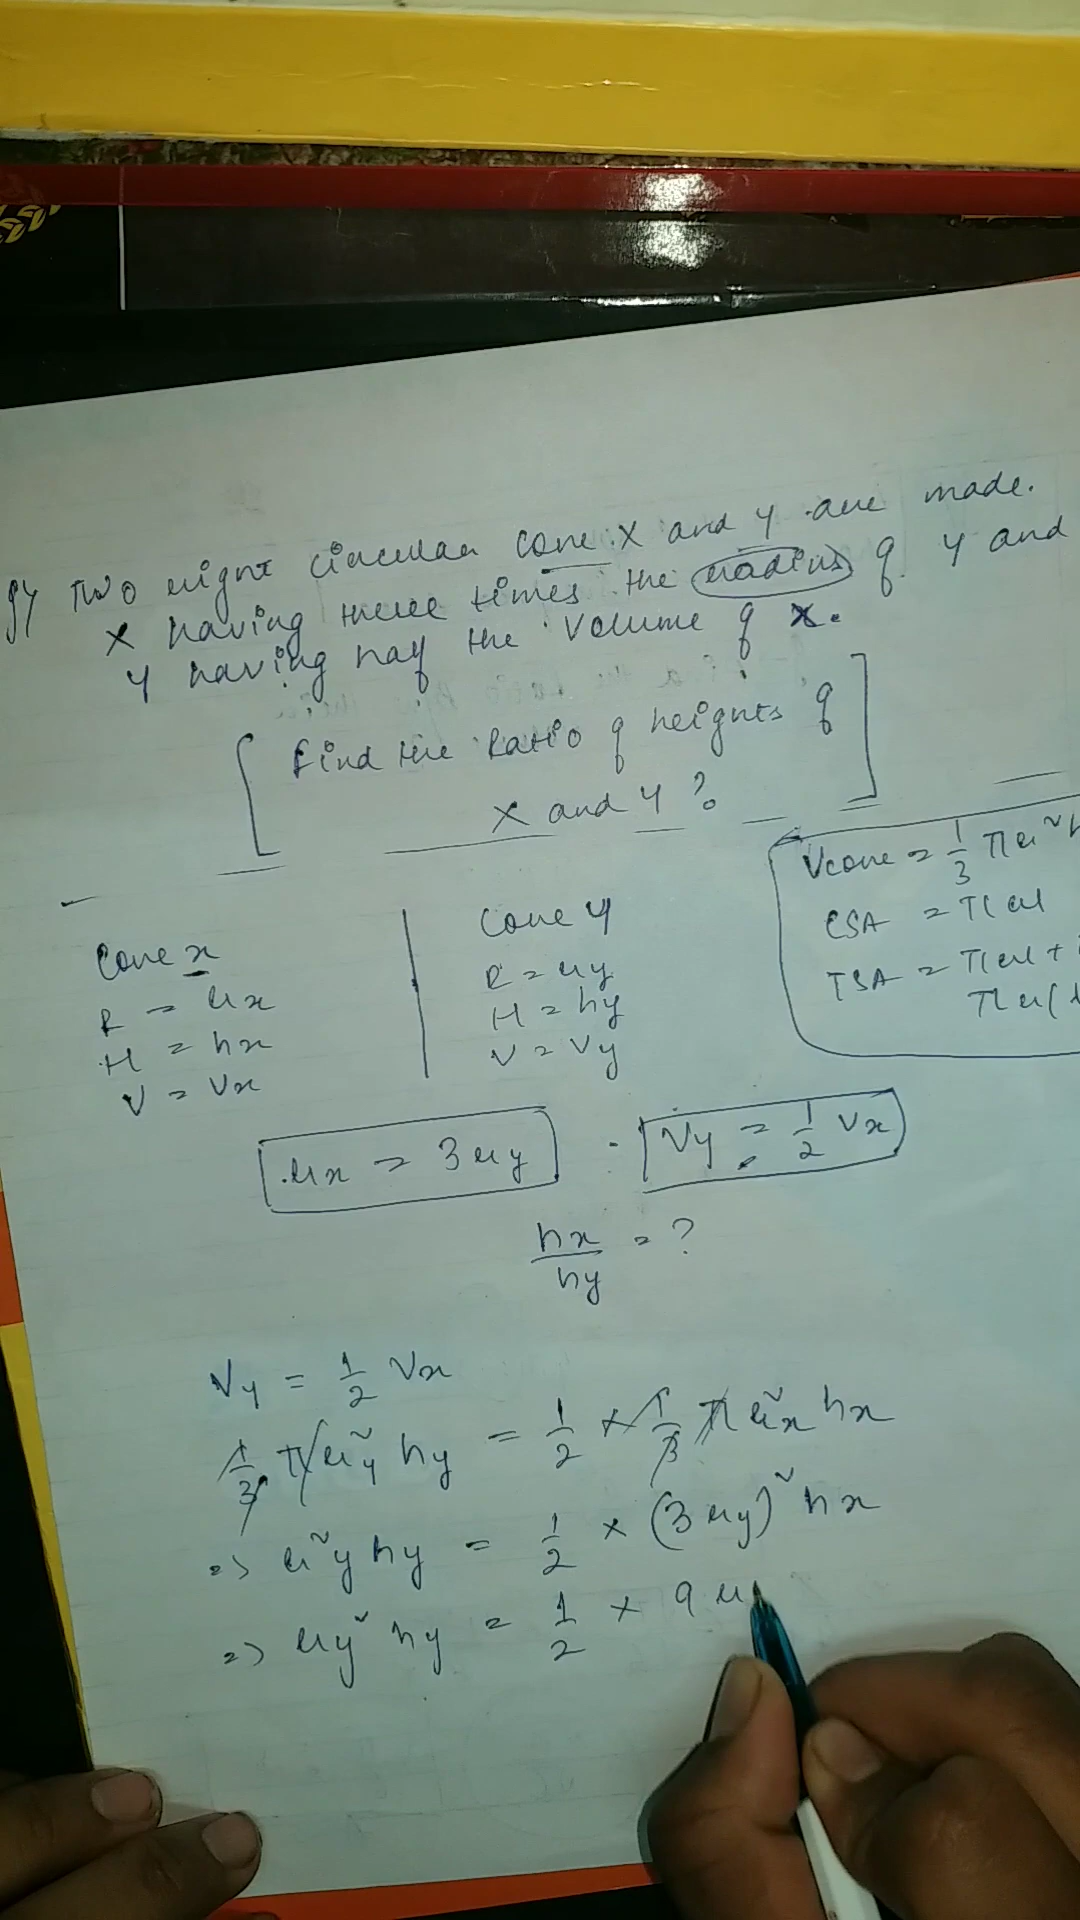 Q4 Two right circular cone X and Y are made.
X having three times the radius of Y and
Y having half the volume of X.
Find the Ratio of heights of
X and Y ?
Vcone = 1/3 πr²h
CSA = πrl
TSA = πrl +
πr(l
Cone x
R = rx
H = hx
V = Vx
Cone Y
R = ry
H = hy
V = Vy
rx = 3ry
Vy = 1/2 Vx
hx/hy = ?
Vy = 1/2 Vx
1/3 πr²y hy = 1/2 × 1/3 πr²x hx
=> r²y hy = 1/2 × (3ry)² hx
=> ry² hy = 1/2 × 9 r